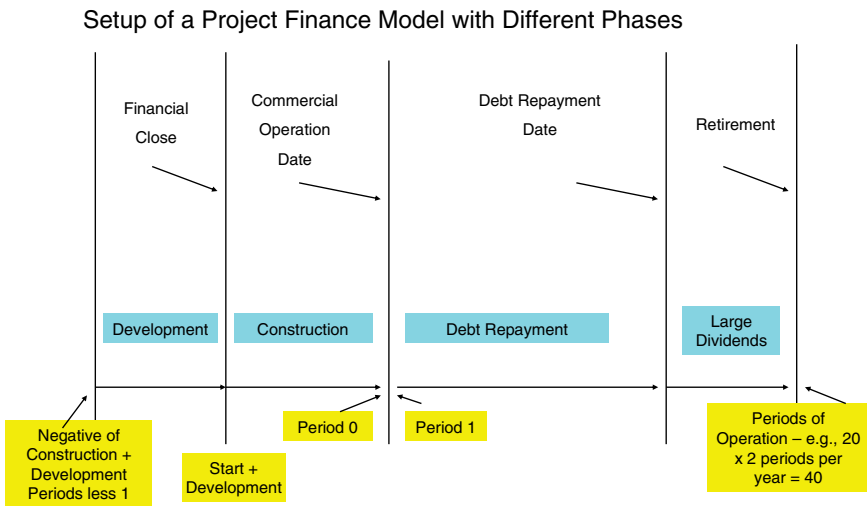 Setup of a Project Finance Model with Different Phases
Financial
Close
Commercial
Operation
Date
Debt Repayment
Date
Retirement
Development
Construction
Debt Repayment
Large
Dividends
Negative of
Construction +
Development
Periods less 1
Start +
Development
Period 0
Period 1
Periods of
Operation – e.g., 20
x 2 periods per
year = 40